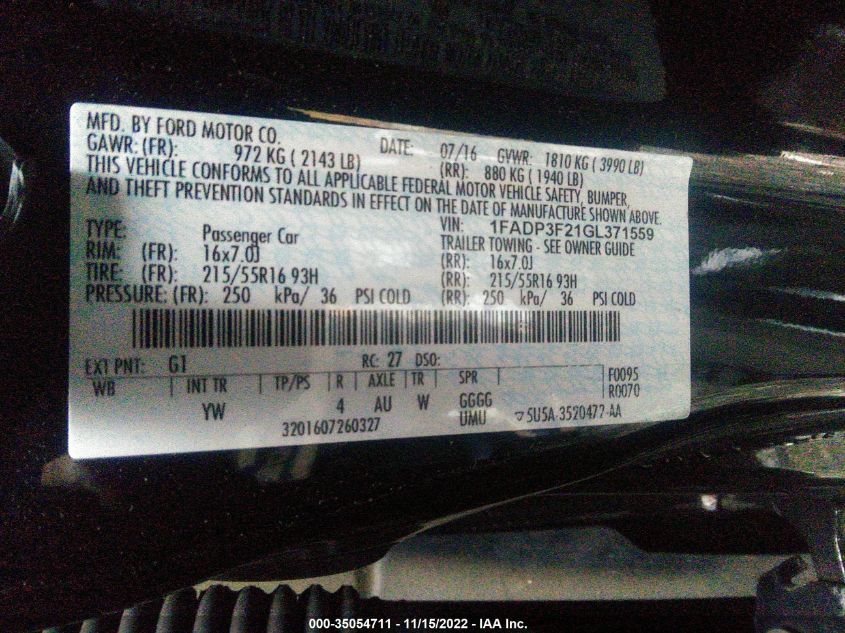 MFD. BY FORD MOTOR CO.
DATE: 07/16 GVWR: 1810 KG ( 3990 LB)
GAWR: (FR): 972 KG ( 2143 LB) (RR): 880 KG ( 1940 LB)
THIS VEHICLE CONFORMS TO ALL APPLICABLE FEDERAL MOTOR VEHICLE SAFETY, BUMPER,
AND THEFT PREVENTION STANDARDS IN EFFECT ON THE DATE OF MANUFACTURE SHOWN ABOVE.
VIN: 1FADP3F21GL371559
TYPE: Passenger Car TRAILER TOWING - SEE OWNER GUIDE
RIM: (FR): 16x7.0J (RR): 16x7.0J
TIRE: (FR): 215/55R16 93H (RR): 215/55R16 93H
PRESSURE: (FR): 250 kPa/ 36 PSI COLD (RR): 250 kPa/ 36 PSI COLD
EXT PNT: G1 RC: 27 DSO:
WB INT TR TP/PS R AXLE TR SPR F0095
R0070
YW 4 AU W GGGG
UMU 5U5A-3520472-AA
3201607260327
000-35054711 - 11/15/2022 - IAA Inc.